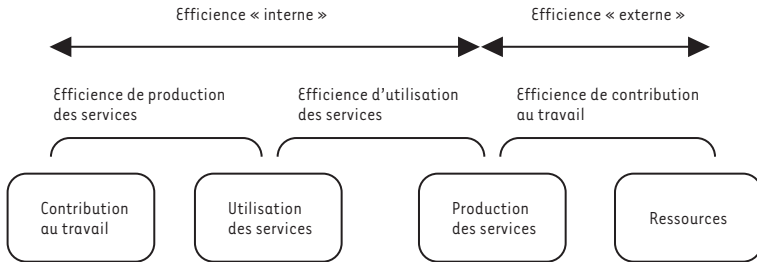 Efficience « interne »
Efficience « externe »
Efficience de production
des services
Efficience d'utilisation
des services
Efficience de contribution
au travail
Contribution
au travail
Utilisation
des services
Production
des services
Ressources